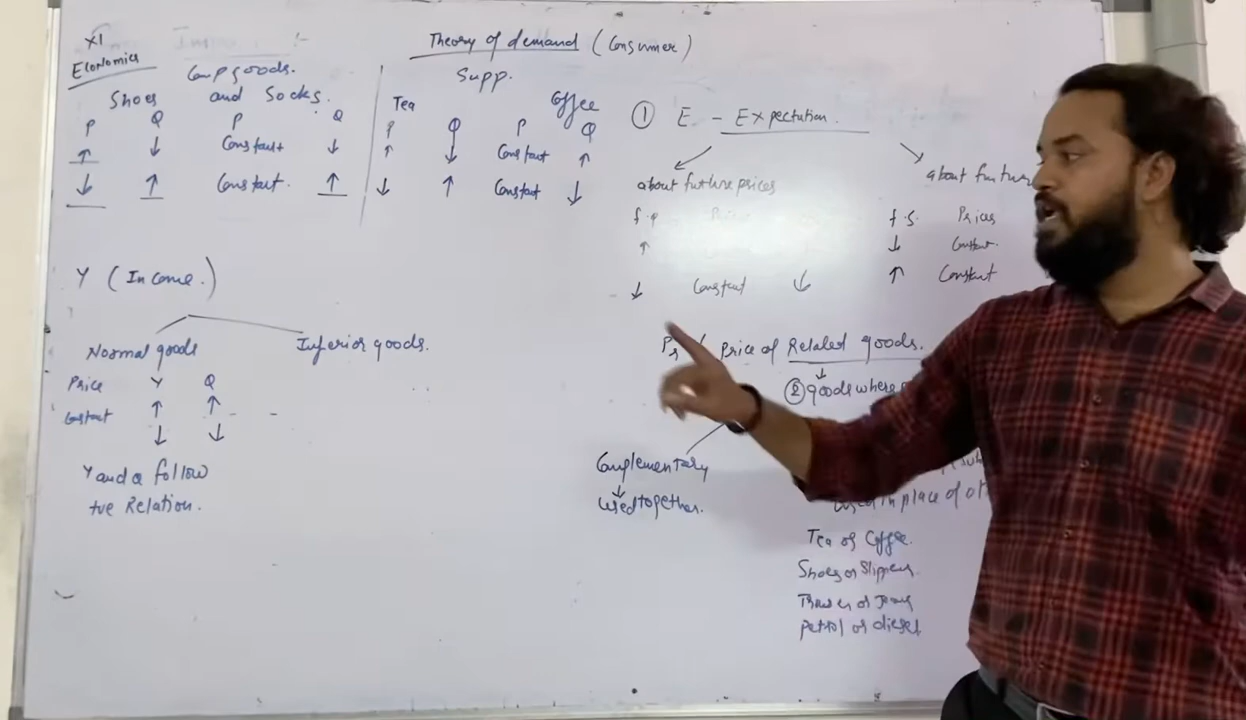 XI
Economics
Theory of demand (Consumer)
Comp goods.
Supp.
Shoes and Socks.
Tea Coffee
P Q P Q
↑ ↓ Constant ↓
↓ ↑ Constant. ↑
P Q P Q
↑ ↓ Constant ↑
↓ ↑ Constant ↓
① E - Expectation.
about future prices
f.p
↑
↓ Constant ↓
about future
f.S. Prices
↓ Constant.
↑ Constant
Y (Income.)
Normal goods
Inferior goods.
Price Y Q
Constant ↑ ↑
↓ ↓
Y and Q follow
+ve Relation.
Price of Related goods.
② goods where
Complementary
↓
Used together.
used in place of
Tea or Coffee.
Shoes or Slippers
Trouser or Jeans
Petrol or diesel